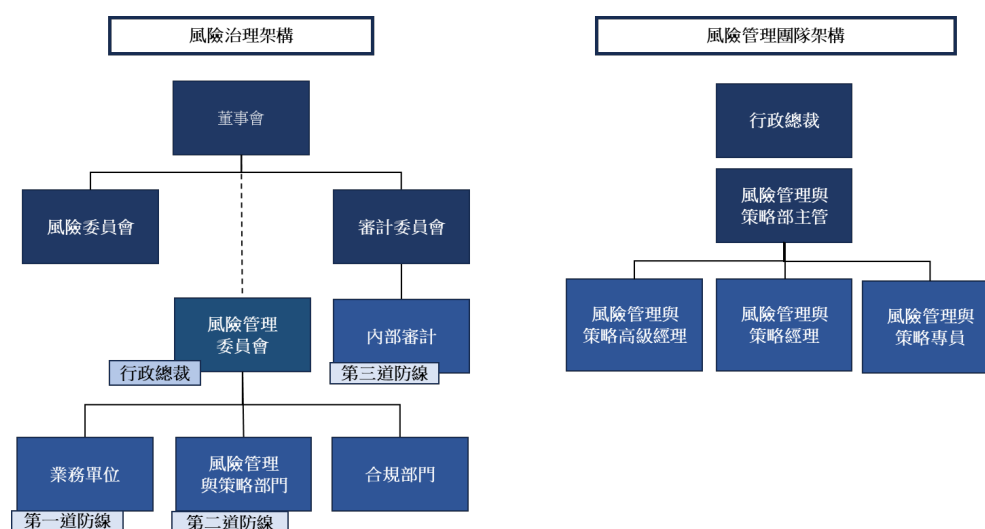 風險治理架構
董事會
風險委員會
審計委員會
風險管理
委員會
行政總裁
內部審計
第三道防線
業務單位
第一道防線
風險管理
與策略部門
第二道防線
合規部門
風險管理團隊架構
行政總裁
風險管理與
策略部主管
風險管理與
策略高級經理
風險管理與
策略經理
風險管理與
策略專員